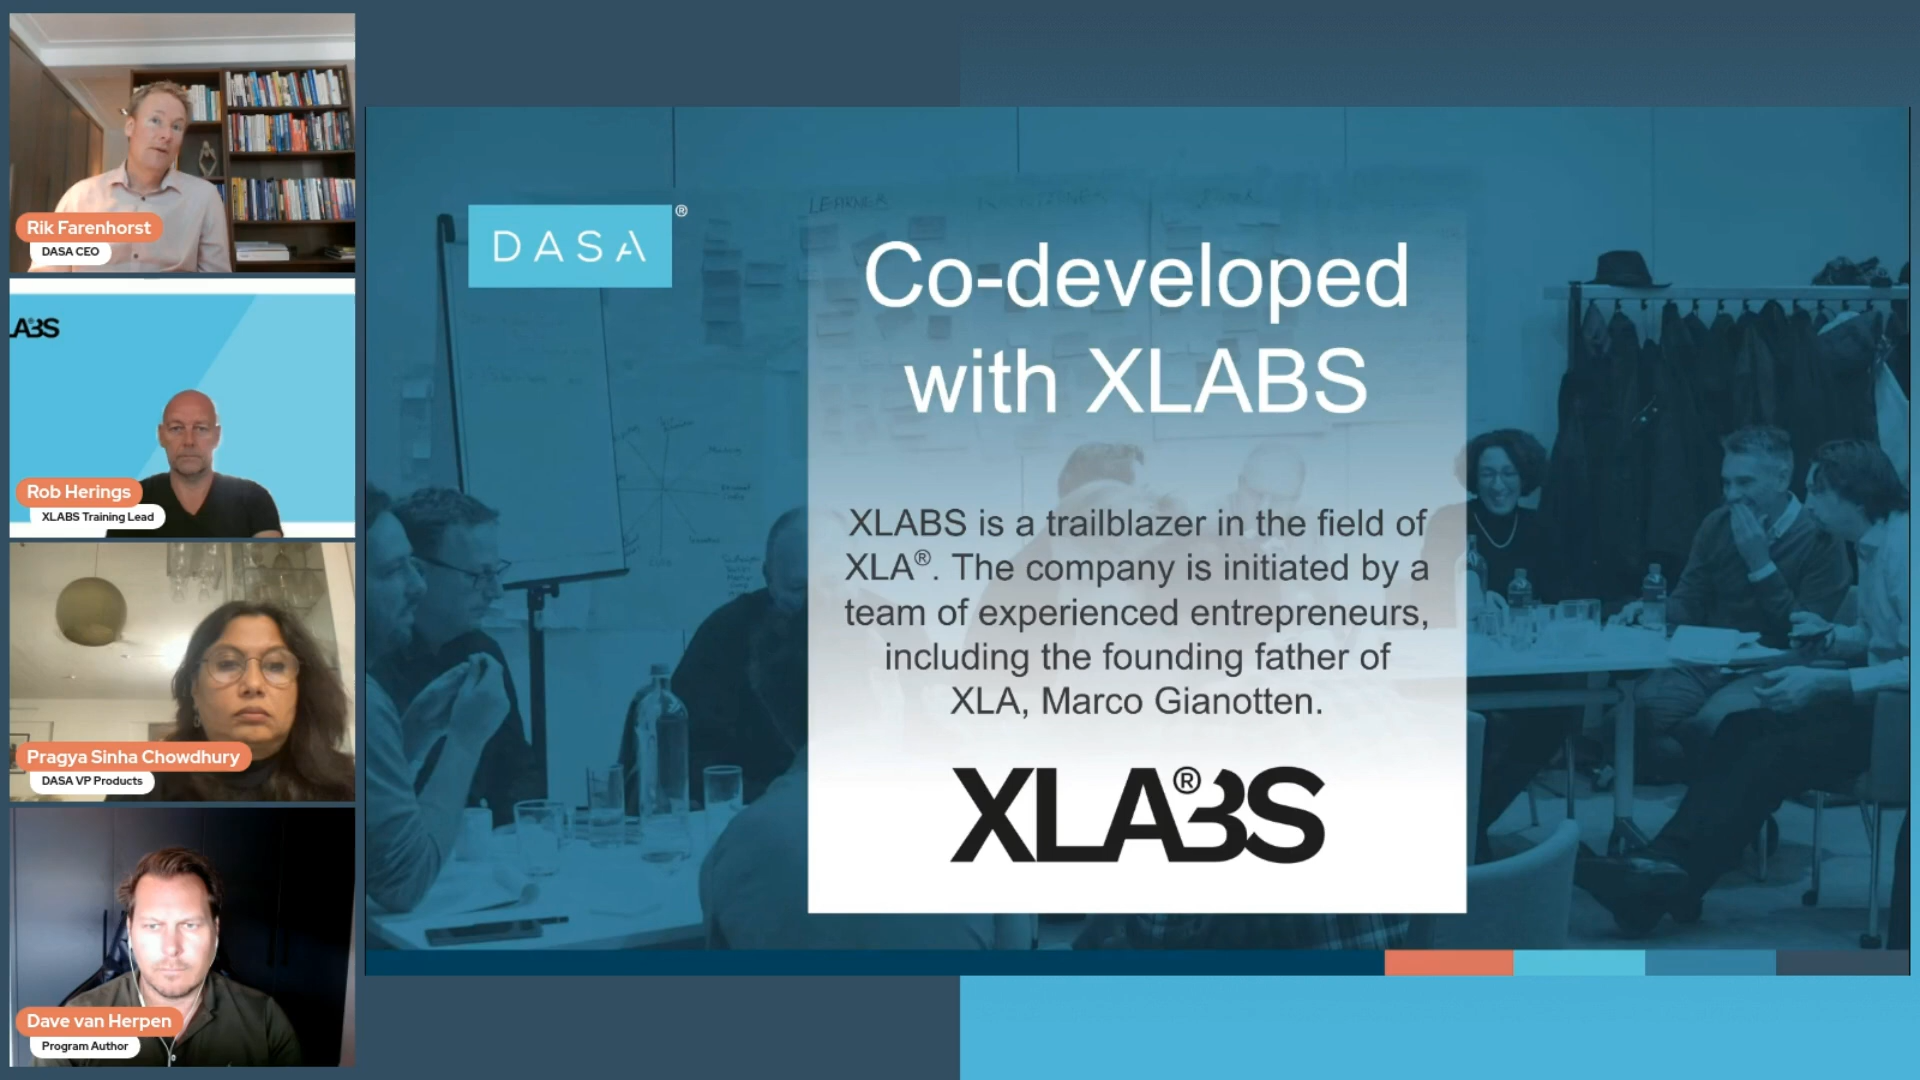 Rik Farenhorst
DASA CEO
LABS
Rob Herings
XLABS Training Lead
Pragya Sinha Chowdhury
DASA VP Products
Dave van Herpen
Program Author
DASA®
LEARNER
Co-developed
with XLABS
XLABS is a trailblazer in the field of
XLA®. The company is initiated by a
team of experienced entrepreneurs,
including the founding father of
XLA, Marco Gianotten.
XLABS®